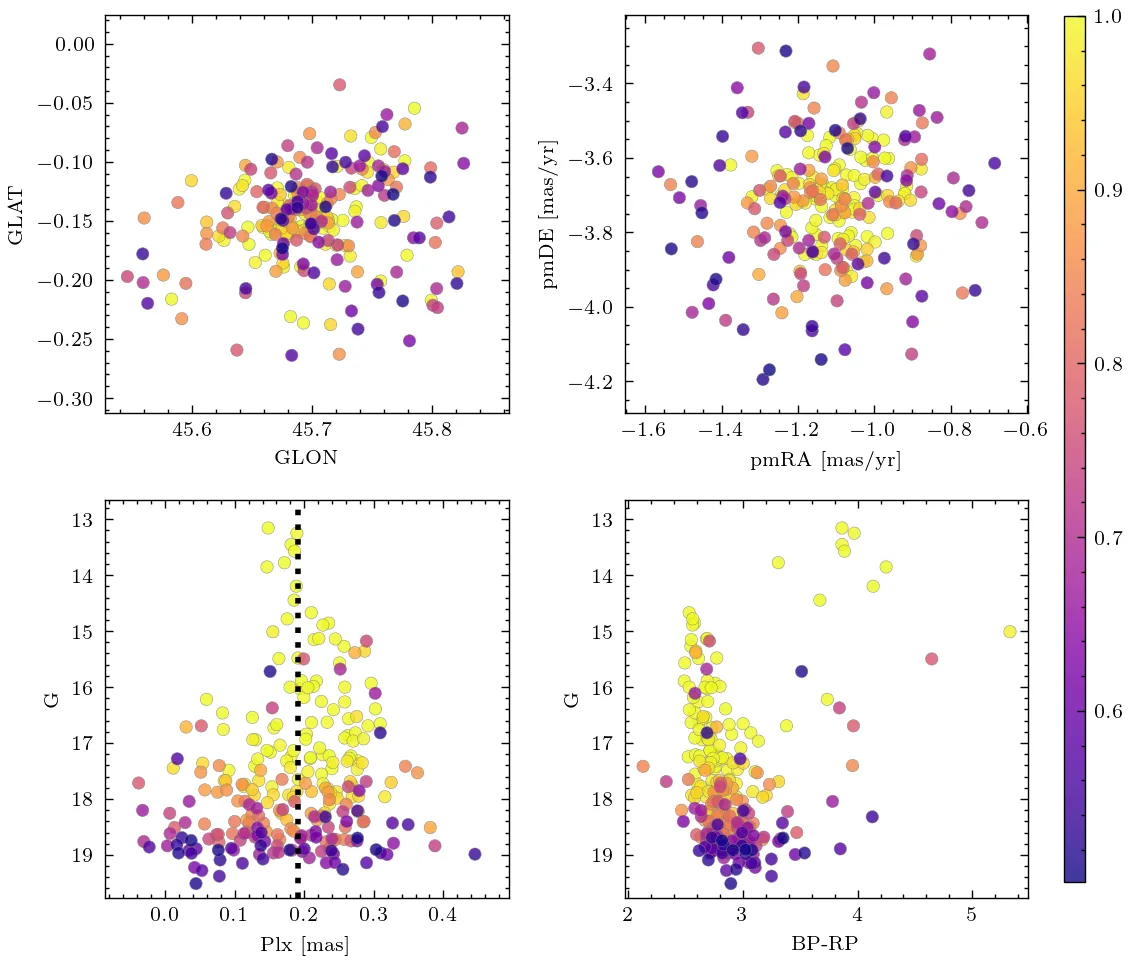 0.00
−0.05
−0.10
−0.15
−0.20
−0.25
−0.30
GLAT
45.6 45.7 45.8
GLON
−3.4
−3.6
−3.8
−4.0
−4.2
pmDE [mas/yr]
−1.6 −1.4 −1.2 −1.0 −0.8 −0.6
pmRA [mas/yr]
1.0
0.9
0.8
0.7
0.6
13
14
15
16
17
18
19
G
0.0 0.1 0.2 0.3 0.4
Plx [mas]
13
14
15
16
17
18
19
G
2 3 4 5
BP-RP